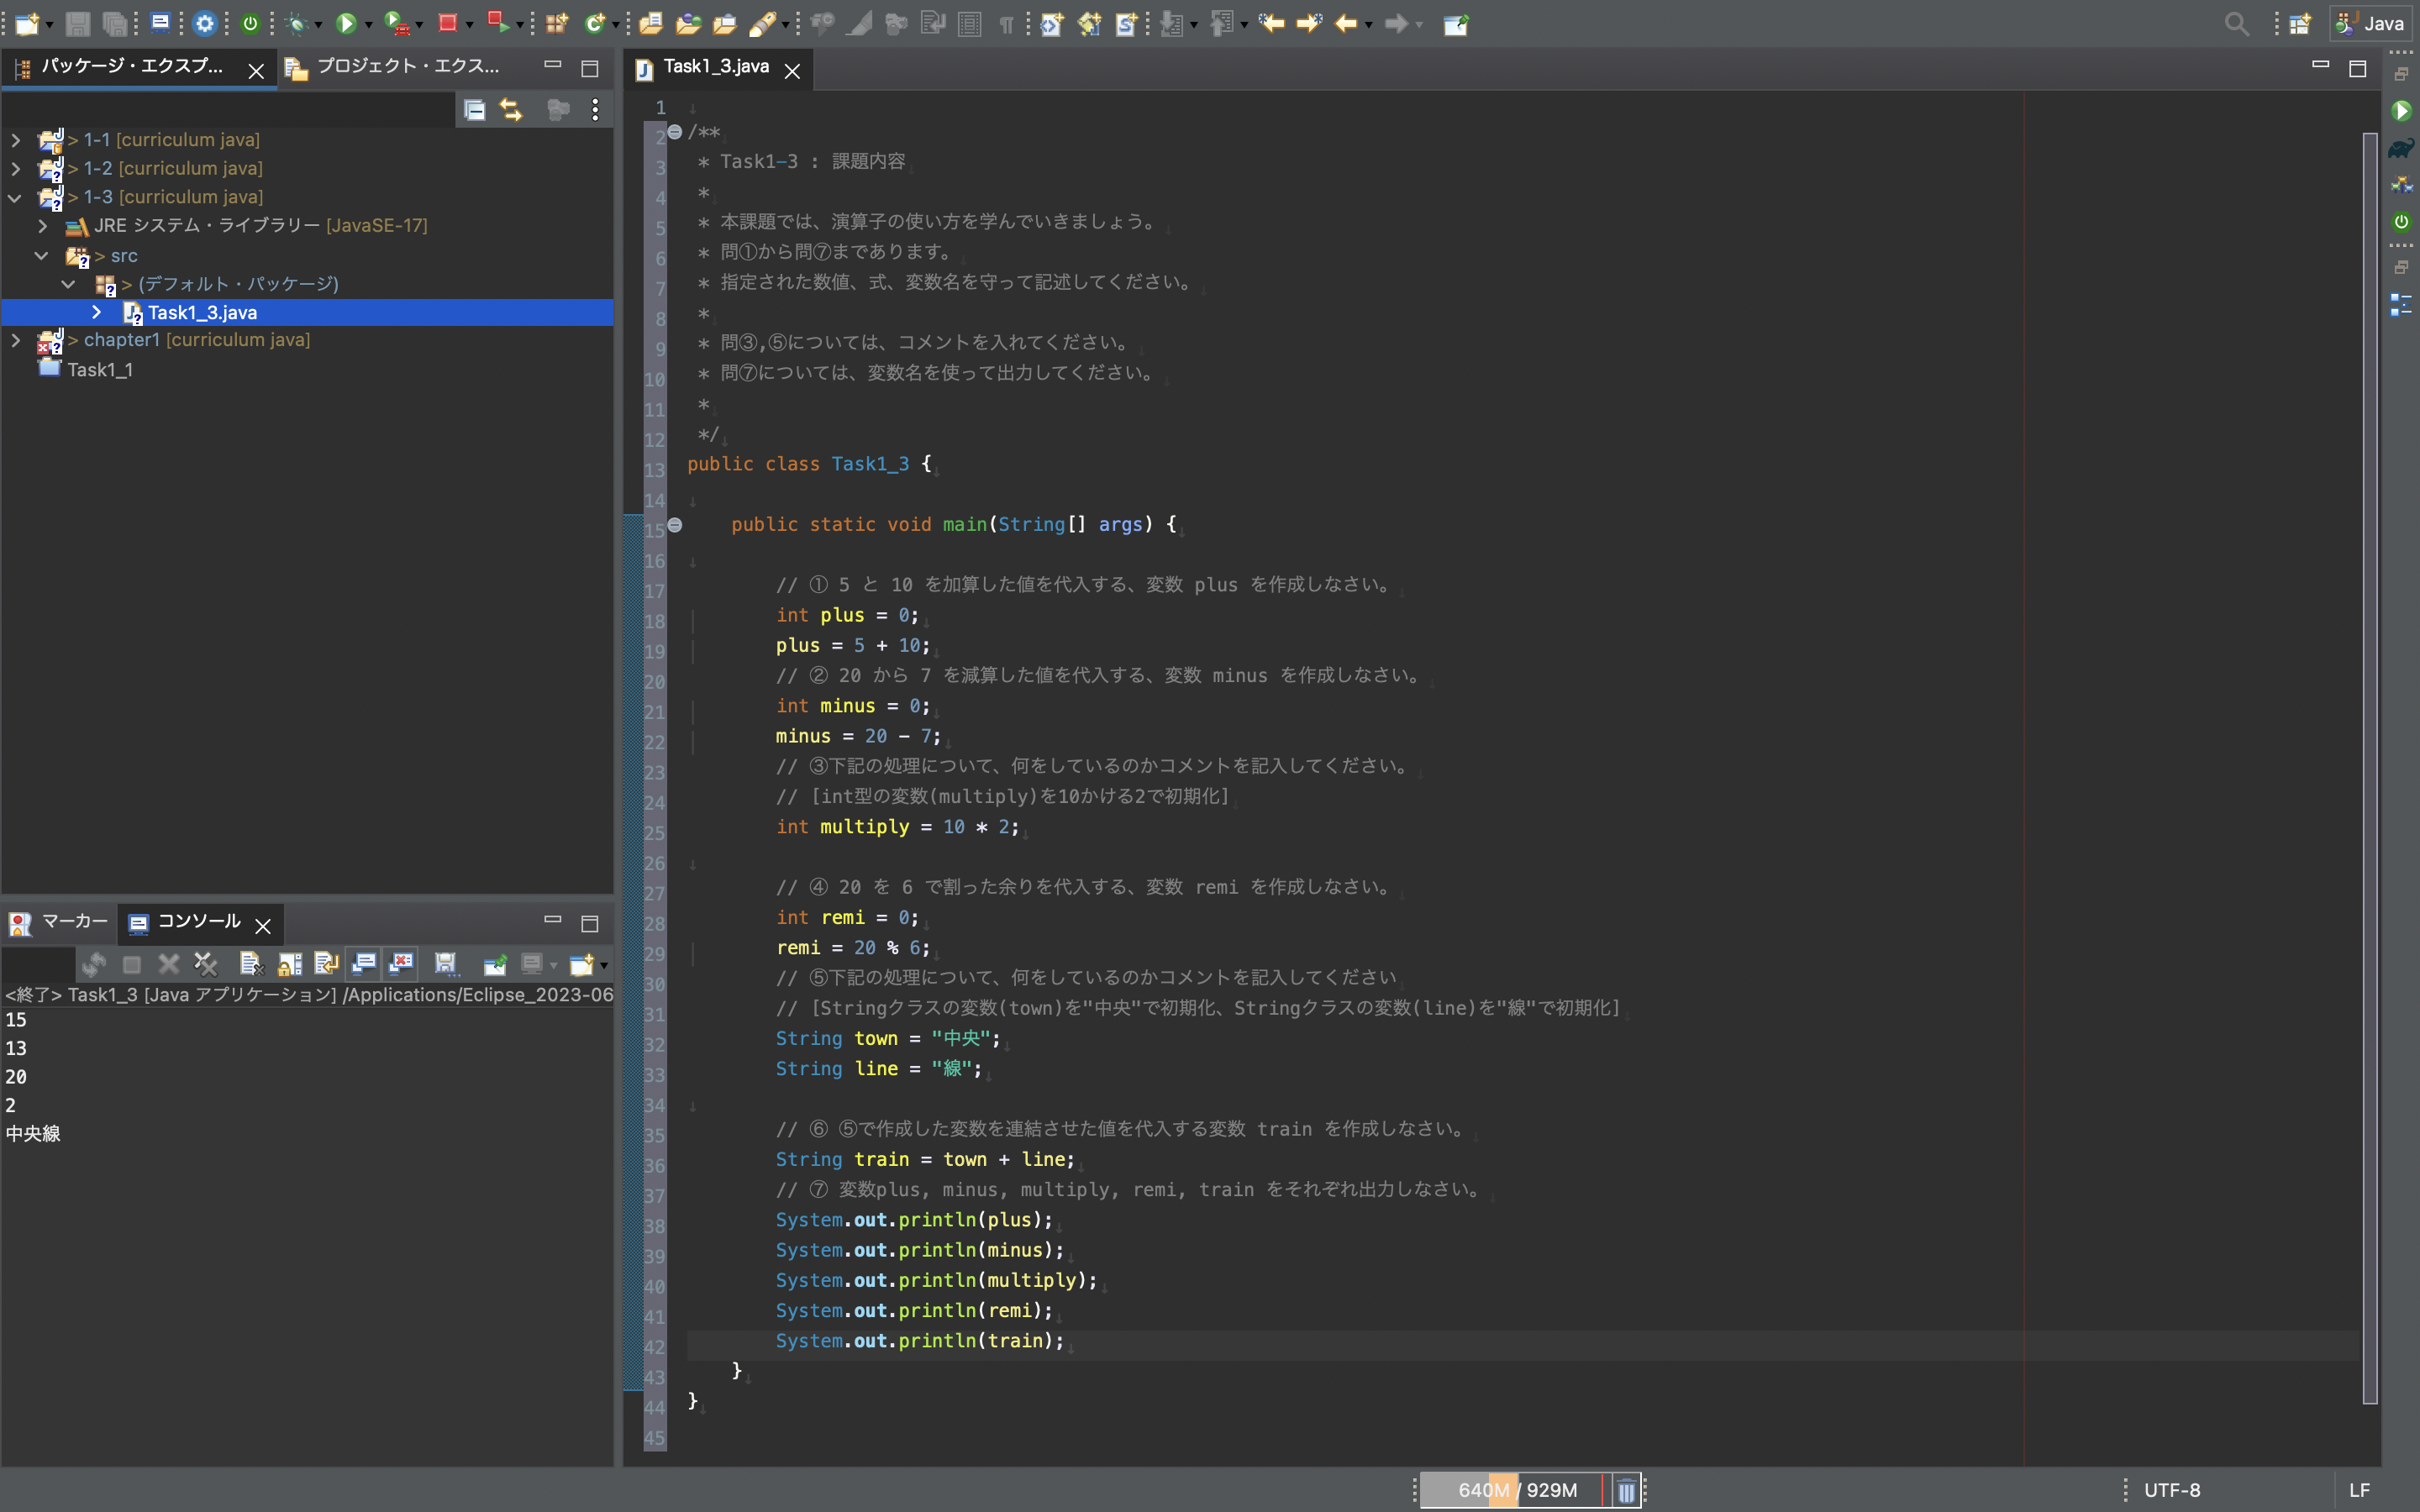 Java
パッケージ・エクスプ...
プロジェクト・エクス...
> 1-1 [curriculum java]
> 1-2 [curriculum java]
> 1-3 [curriculum java]
JRE システム・ライブラリー [JavaSE-17]
> src
> (デフォルト・パッケージ)
Task1_3.java
> chapter1 [curriculum java]
Task1_1
マーカー
コンソール
<終了> Task1_3 [Java アプリケーション] /Applications/Eclipse_2023-06
15
13
20
2
中央線
Task1_3.java
1
2 /**
3 * Task1-3 : 課題内容
4 *
5 * 本課題では、演算子の使い方を学んでいきましょう。
6 * 問①から問⑦まであります。
7 * 指定された数値、式、変数名を守って記述してください。
8 *
9 * 問③,⑤については、コメントを入れてください。
10 * 問⑦については、変数名を使って出力してください。
11 *
12 */
13 public class Task1_3 {
14
15 public static void main(String[] args) {
16
17 // ① 5 と 10 を加算した値を代入する、変数 plus を作成しなさい。
18 int plus = 0;
19 plus = 5 + 10;
20 // ② 20 から 7 を減算した値を代入する、変数 minus を作成しなさい。
21 int minus = 0;
22 minus = 20 - 7;
23 // ③下記の処理について、何をしているのかコメントを記入してください。
24 // [int型の変数(multiply)を10かける2で初期化]
25 int multiply = 10 * 2;
26
27 // ④ 20 を 6 で割った余りを代入する、変数 remi を作成しなさい。
28 int remi = 0;
29 remi = 20 % 6;
30 // ⑤下記の処理について、何をしているのかコメントを記入してください
31 // [Stringクラスの変数(town)を"中央"で初期化、Stringクラスの変数(line)を"線"で初期化]
32 String town = "中央";
33 String line = "線";
34
35 // ⑥ ⑤で作成した変数を連結させた値を代入する変数 train を作成しなさい。
36 String train = town + line;
37 // ⑦ 変数plus, minus, multiply, remi, train をそれぞれ出力しなさい。
38 System.out.println(plus);
39 System.out.println(minus);
40 System.out.println(multiply);
41 System.out.println(remi);
42 System.out.println(train);
43 }
44 }
45
640M / 929M
UTF-8
LF